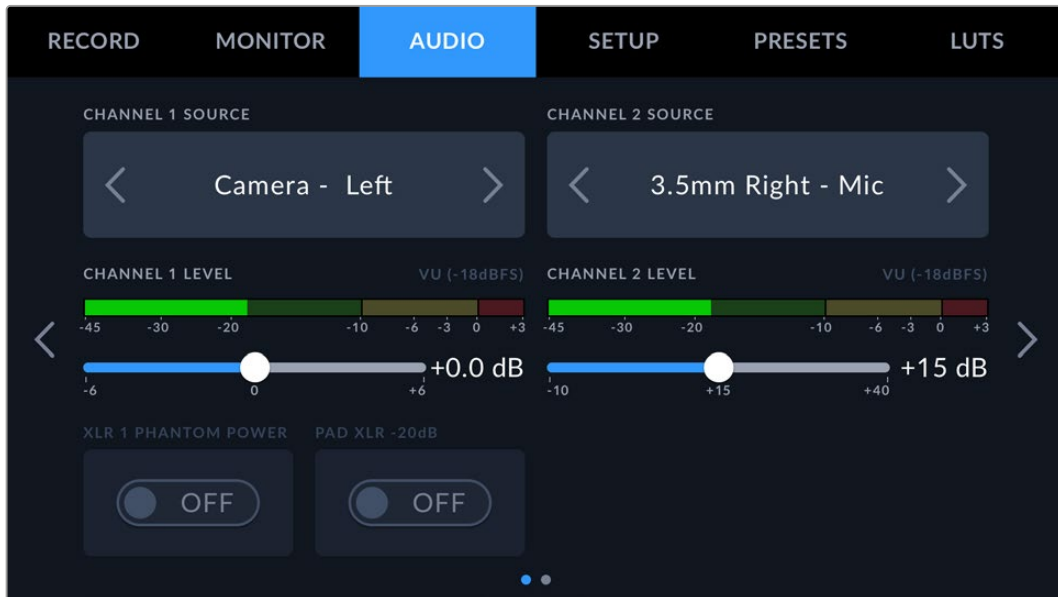 RECORD MONITOR AUDIO SETUP PRESETS LUTS
CHANNEL 1 SOURCE CHANNEL 2 SOURCE
Camera - Left 3.5mm Right - Mic
CHANNEL 1 LEVEL VU (-18dBFS) CHANNEL 2 LEVEL VU (-18dBFS)
-45 -30 -20 -10 -6 -3 0 +3 -45 -30 -20 -10 -6 -3 0 +3
+0.0 dB +15 dB
-6 0 +6 -10 +15 +40
XLR 1 PHANTOM POWER PAD XLR -20dB
OFF OFF